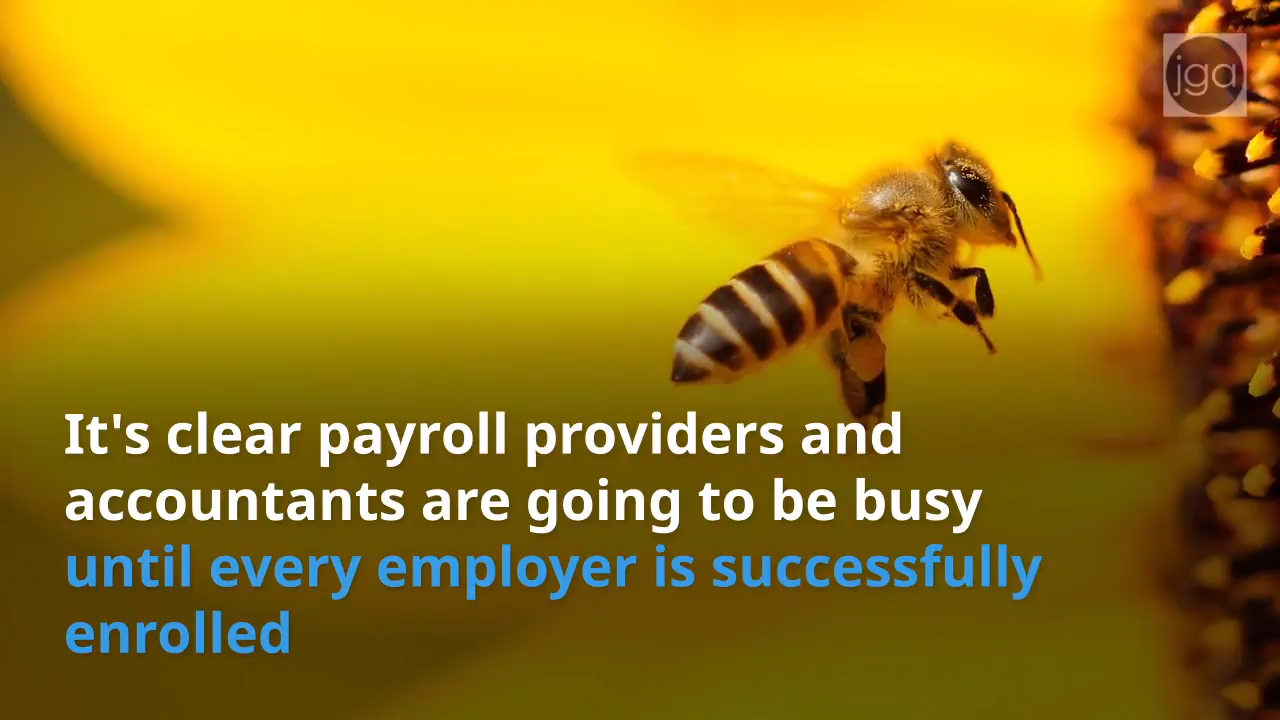 jga
It's clear payroll providers and
accountants are going to be busy
until every employer is successfully
enrolled